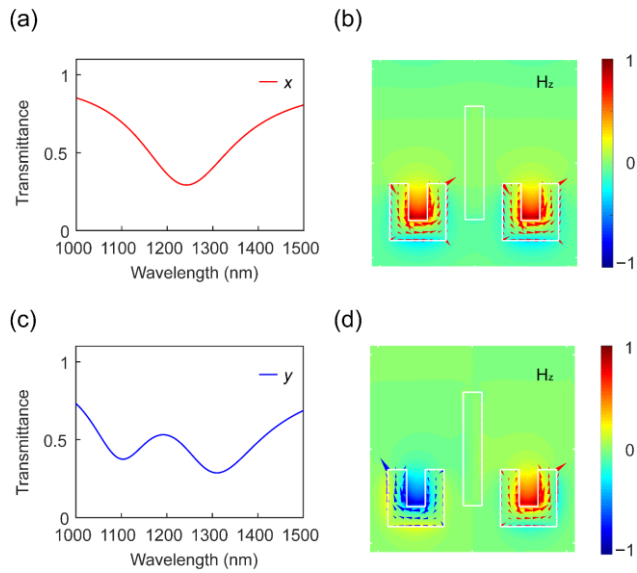 (a)
1
0.5
0
Transmittance
x
1000 1100 1200 1300 1400 1500
Wavelength (nm)
(b)
Hz
1
0
−1
(c)
1
0.5
0
Transmittance
y
1000 1100 1200 1300 1400 1500
Wavelength (nm)
(d)
Hz
1
0
−1